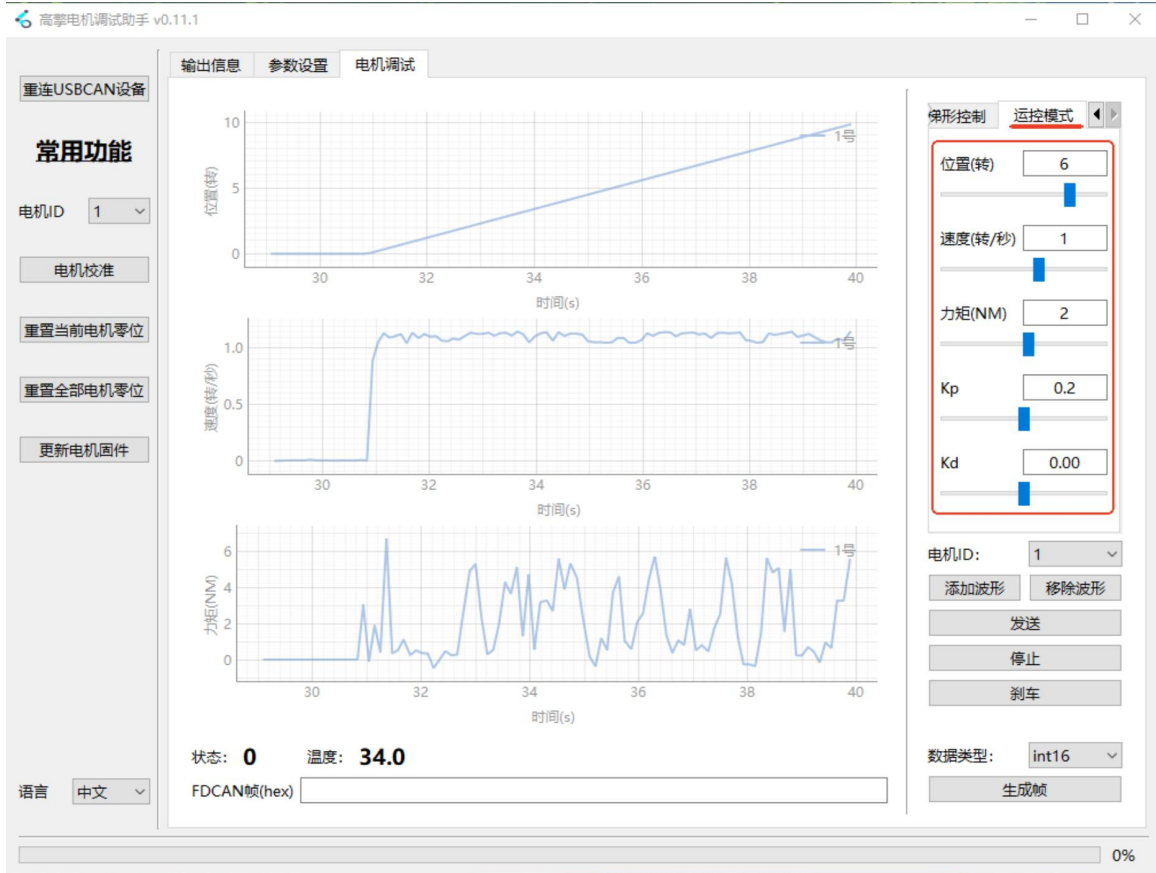 高擎电机调试助手 v0.11.1
重连USBCAN设备
常用功能
电机ID 1
电机校准
重置当前电机零位
重置全部电机零位
更新电机固件
语言 中文
输出信息 参数设置 电机调试
10
5
0
位置(转)
1号
30 32 34 36 38 40
时间(s)
1.0
0.5
0
速度(转/秒)
1号
30 32 34 36 38 40
时间(s)
6
4
2
0
力矩(NM)
1号
30 32 34 36 38 40
时间(s)
状态: 0 温度: 34.0
FDCAN帧(hex)
梯形控制 运控模式
位置(转) 6
速度(转/秒) 1
力矩(NM) 2
Kp 0.2
Kd 0.00
电机ID: 1
添加波形 移除波形
发送
停止
刹车
数据类型: int16
生成帧
0%